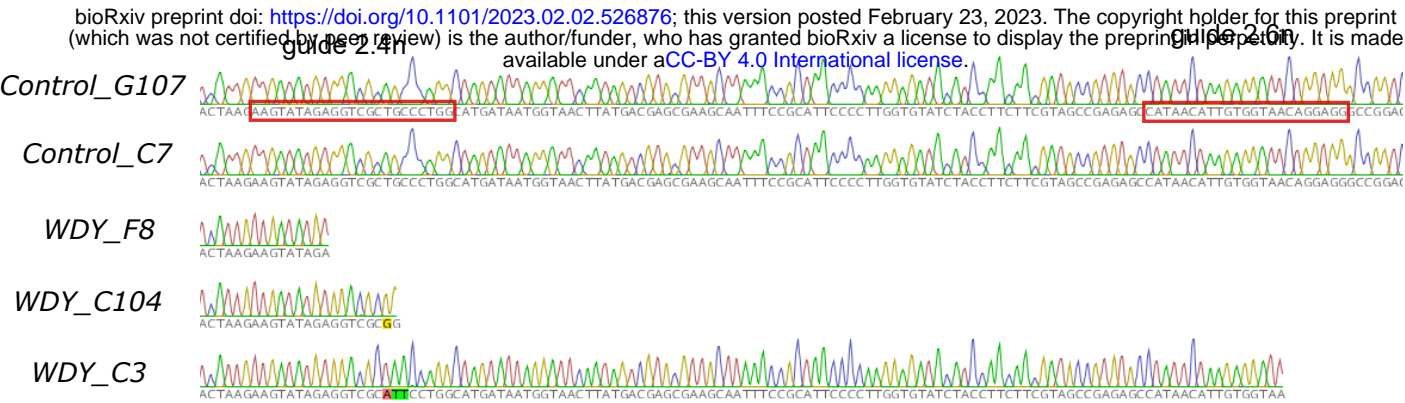 bioRxiv preprint doi: https://doi.org/10.1101/2023.02.02.526876; this version posted February 23, 2023. The copyright holder for this preprint
(which was not certified by peer review) is the author/funder, who has granted bioRxiv a license to display the preprint in perpetuity. It is made
available under aCC-BY 4.0 International license.
guide 2.4n guide 2.6n
Control_G107
ACTAAGAAGTATAGAGGTCGCTGCCCTGGCATGATAATGGTAACTTATGACGAGCGAAGCAATTTCCGCATTCCCCTTGGTGTATCTACCTTCTTCGTAGCCGAGAGCCATAACATTGTGGTAACAGGAGGGCCGGAG
Control_C7
ACTAAGAAGTATAGAGGTCGCTGCCCTGGCATGATAATGGTAACTTATGACGAGCGAAGCAATTTCCGCATTCCCCTTGGTGTATCTACCTTCTTCGTAGCCGAGAGCCATAACATTGTGGTAACAGGAGGGCCGGAG
WDY_F8
ACTAAGAAGTATAGA
WDY_C104
ACTAAGAAGTATAGAGGTCGCGG
WDY_C3
ACTAAGAAGTATAGAGGTCGCATTCCTGGCATGATAATGGTAACTTATGACGAGCGAAGCAATTTCCGCATTCCCCTTGGTGTATCTACCTTCTTCGTAGCCGAGAGCCATAACATTGTGGTAA